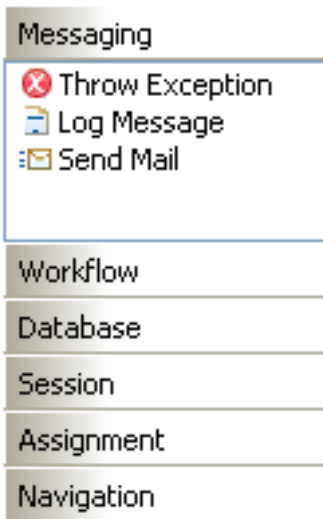 Messaging
Throw Exception
Log Message
Send Mail
Workflow
Database
Session
Assignment
Navigation